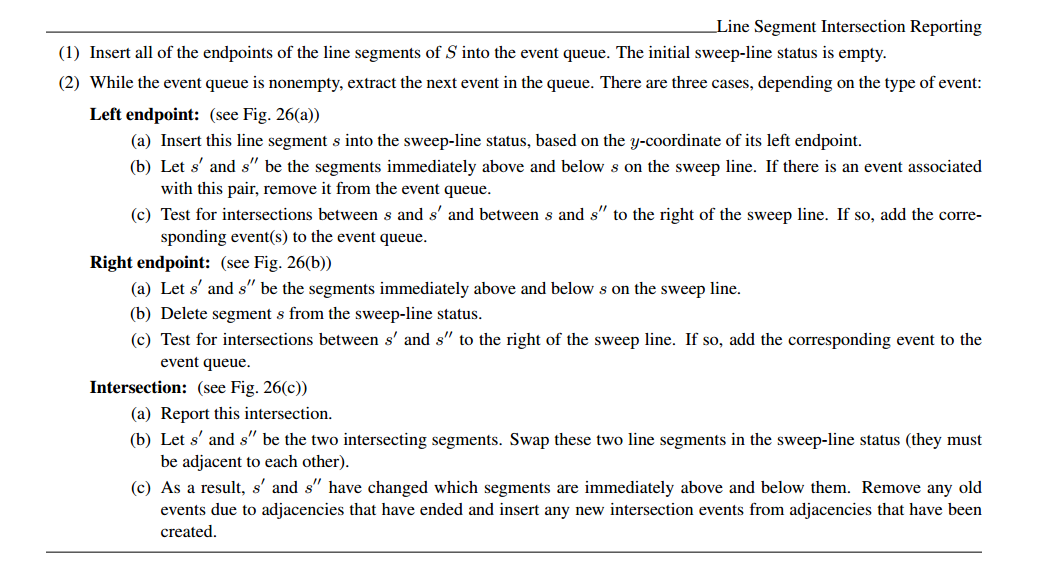 Line Segment Intersection Reporting
(1) Insert all of the endpoints of the line segments of S into the event queue. The initial sweep-line status is empty.
(2) While the event queue is nonempty, extract the next event in the queue. There are three cases, depending on the type of event:
Left endpoint: (see Fig. 26(a))
(a) Insert this line segment s into the sweep-line status, based on the y-coordinate of its left endpoint.
(b) Let s′ and s″ be the segments immediately above and below s on the sweep line. If there is an event associated
with this pair, remove it from the event queue.
(c) Test for intersections between s and s′ and between s and s″ to the right of the sweep line. If so, add the corre-
sponding event(s) to the event queue.
Right endpoint: (see Fig. 26(b))
(a) Let s′ and s″ be the segments immediately above and below s on the sweep line.
(b) Delete segment s from the sweep-line status.
(c) Test for intersections between s′ and s″ to the right of the sweep line. If so, add the corresponding event to the
event queue.
Intersection: (see Fig. 26(c))
(a) Report this intersection.
(b) Let s′ and s″ be the two intersecting segments. Swap these two line segments in the sweep-line status (they must
be adjacent to each other).
(c) As a result, s′ and s″ have changed which segments are immediately above and below them. Remove any old
events due to adjacencies that have ended and insert any new intersection events from adjacencies that have been
created.